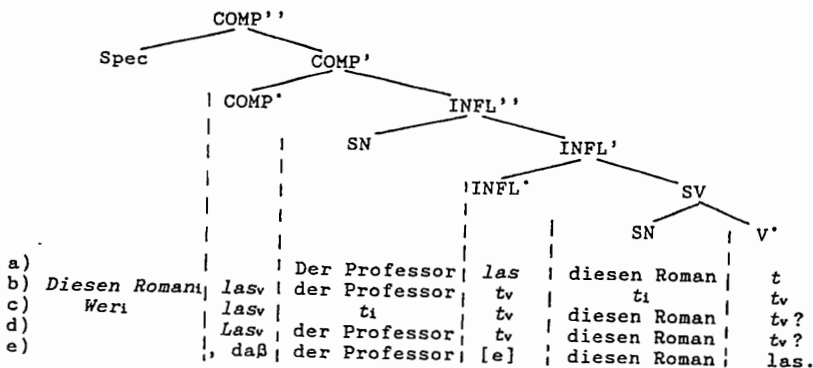 COMP''
Spec COMP'
COMP° INFL''
SN INFL'
INFL° SV
SN V°
a) Der Professor las diesen Roman t
b) Diesen Romani lasv der Professor tv ti tv
c) Weri lasv ti tv diesen Roman tv?
d) Lasv der Professor tv diesen Roman tv?
e) , daß der Professor [e] diesen Roman las.